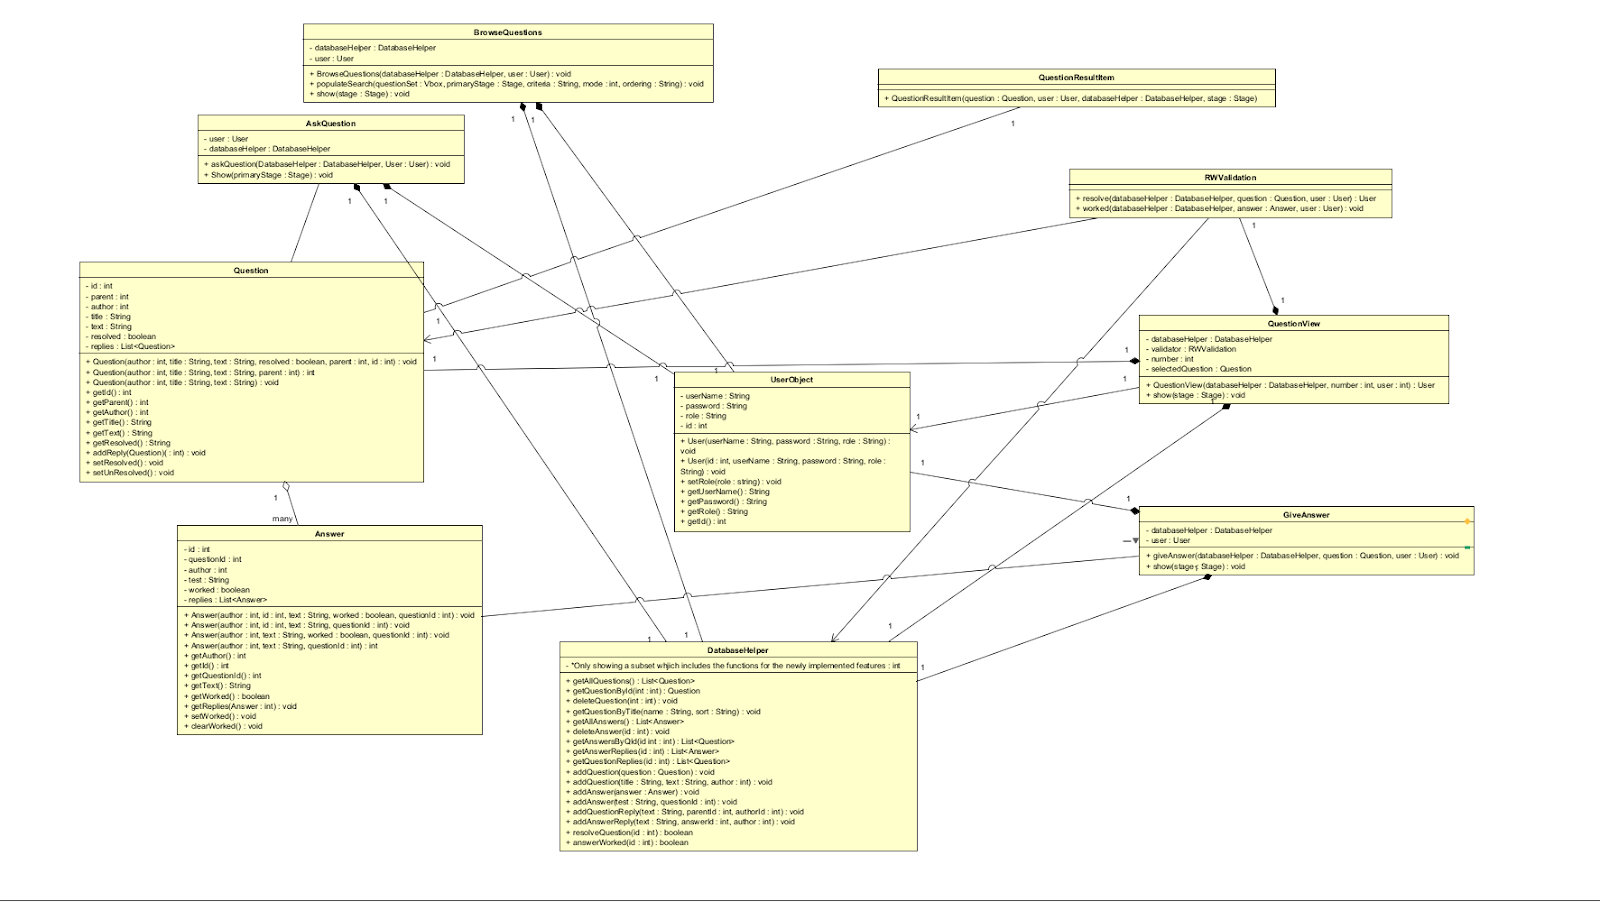 BrowseQuestions
- databaseHelper : DatabaseHelper
- user : User
+ BrowseQuestions(databaseHelper : DatabaseHelper, user : User) : void
+ populateSearch(questionSet : Vbox, primaryStage : Stage, criteria : String, mode : int, ordering : String) : void
+ show(stage : Stage) : void
1
1
QuestionResultItem
+ QuestionResultItem(question : Question, user : User, databaseHelper : DatabaseHelper, stage : Stage)
1
AskQuestion
- user : User
- databaseHelper : DatabaseHelper
+ askQuestion(DatabaseHelper : DatabaseHelper, User : User) : void
+ Show(primaryStage : Stage) : void
1
1
RWValidation
+ resolve(databaseHelper : DatabaseHelper, question : Question, user : User) : User
+ worked(databaseHelper : DatabaseHelper, answer : Answer, user : User) : void
1
Question
- id : int
- parent : int
- author : int
- title : String
- text : String
- resolved : boolean
- replies : List<Question>
+ Question(author : int, title : String, text : String, resolved : boolean, parent : int, id : int) : void
+ Question(author : int, title : String, text : String, parent : int) : int
+ Question(author : int, title : String, text : String) : void
+ getId() : int
+ getParent() : int
+ getAuthor() : int
+ getTitle() : String
+ getText() : String
+ getResolved() : String
+ addReply(Question)( : int) : void
+ setResolved() : void
+ setUnResolved() : void
1
1
1
many
1
QuestionView
- databaseHelper : DatabaseHelper
- validator : RWValidation
- number : int
- selectedQuestion : Question
+ QuestionView(databaseHelper : DatabaseHelper, number : int, user : int) : User
+ show(stage : Stage) : void
1
1
1
1
UserObject
- userName : String
- password : String
- role : String
- id : int
+ User(userName : String, password : String, role : String) :
void
+ User(id : int, userName : String, password : String, role :
String) : void
+ setRole(role : string) : void
+ getUserName() : String
+ getPassword() : String
+ getRole() : String
+ getId() : int
1
1
1
GiveAnswer
- databaseHelper : DatabaseHelper
- user : User
+ giveAnswer(databaseHelper : DatabaseHelper, question : Question, user : User) : void
+ show(stage : Stage) : void
Answer
- id : int
- questionId : int
- author : int
- test : String
- worked : boolean
- replies : List<Answer>
+ Answer(author : int, id : int, text : String, worked : boolean, questionId : int) : void
+ Answer(author : int, id : int, text : String, questionId : int) : void
+ Answer(author : int, text : String, worked : boolean, questionId : int) : void
+ Answer(author : int, text : String, questionId : int) : int
+ getAuthor() : int
+ getId() : int
+ getQuestionId() : int
+ getText() : String
+ getWorked() : boolean
+ getReplies(Answer : int) : void
+ setWorked() : void
+ clearWorked() : void
1
1
1
1
DatabaseHelper
- *Only showing a subset whjich includes the functions for the newly implemented features : int
+ getAllQuestions() : List<Question>
+ getQuestionById(int : int) : Question
+ deleteQuestion(int : int) : void
+ getQuestionByTitle(name : String, sort : String) : void
+ getAllAnswers() : List<Answer>
+ deleteAnswer(id : int) : void
+ getAnswersByQId(id int : int) : List<Question>
+ getAnswerReplies(id : int) : List<Answer>
+ getQuestionReplies(id : int) : List<Question>
+ addQuestion(question : Question) : void
+ addQuestion(title : String, text : String, author : int) : void
+ addAnswer(answer : Answer) : void
+ addAnswer(test : String, questionId : int) : void
+ addQuestionReply(text : String, parentId : int, authorId : int) : void
+ addAnswerReply(text : String, answerId : int, author : int) : void
+ resolveQuestion(id : int) : boolean
+ answerWorked(id : int) : boolean